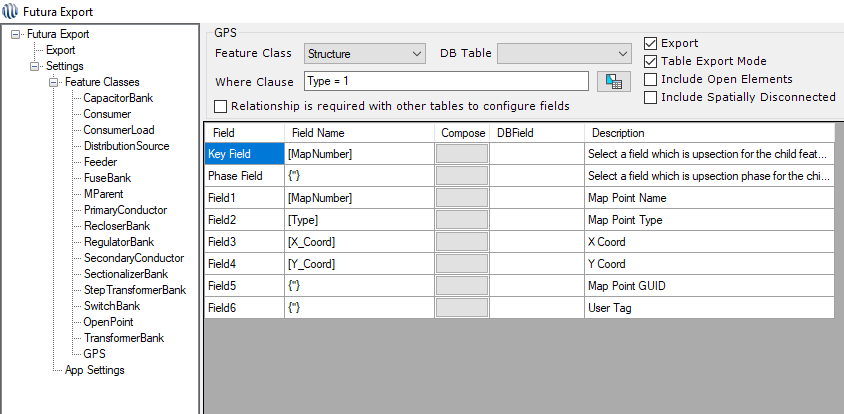 Futura Export
Futura Export
Export
Settings
Feature Classes
CapacitorBank
Consumer
ConsumerLoad
DistributionSource
Feeder
FuseBank
MParent
PrimaryConductor
RecloserBank
RegulatorBank
SecondaryConductor
SectionalizerBank
StepTransformerBank
SwitchBank
OpenPoint
TransformerBank
GPS
App Settings
GPS
Feature Class Structure DB Table
Where Clause Type = 1
Relationship is required with other tables to configure fields
Export
Table Export Mode
Include Open Elements
Include Spatially Disconnected
Field Field Name Compose DBField Description
Key Field [MapNumber] Select a field which is upsection for the child feat...
Phase Field {''} Select a field which is upsection phase for the chi...
Field1 [MapNumber] Map Point Name
Field2 [Type] Map Point Type
Field3 [X_Coord] X Coord
Field4 [Y_Coord] Y Coord
Field5 {''} Map Point GUID
Field6 {''} User Tag